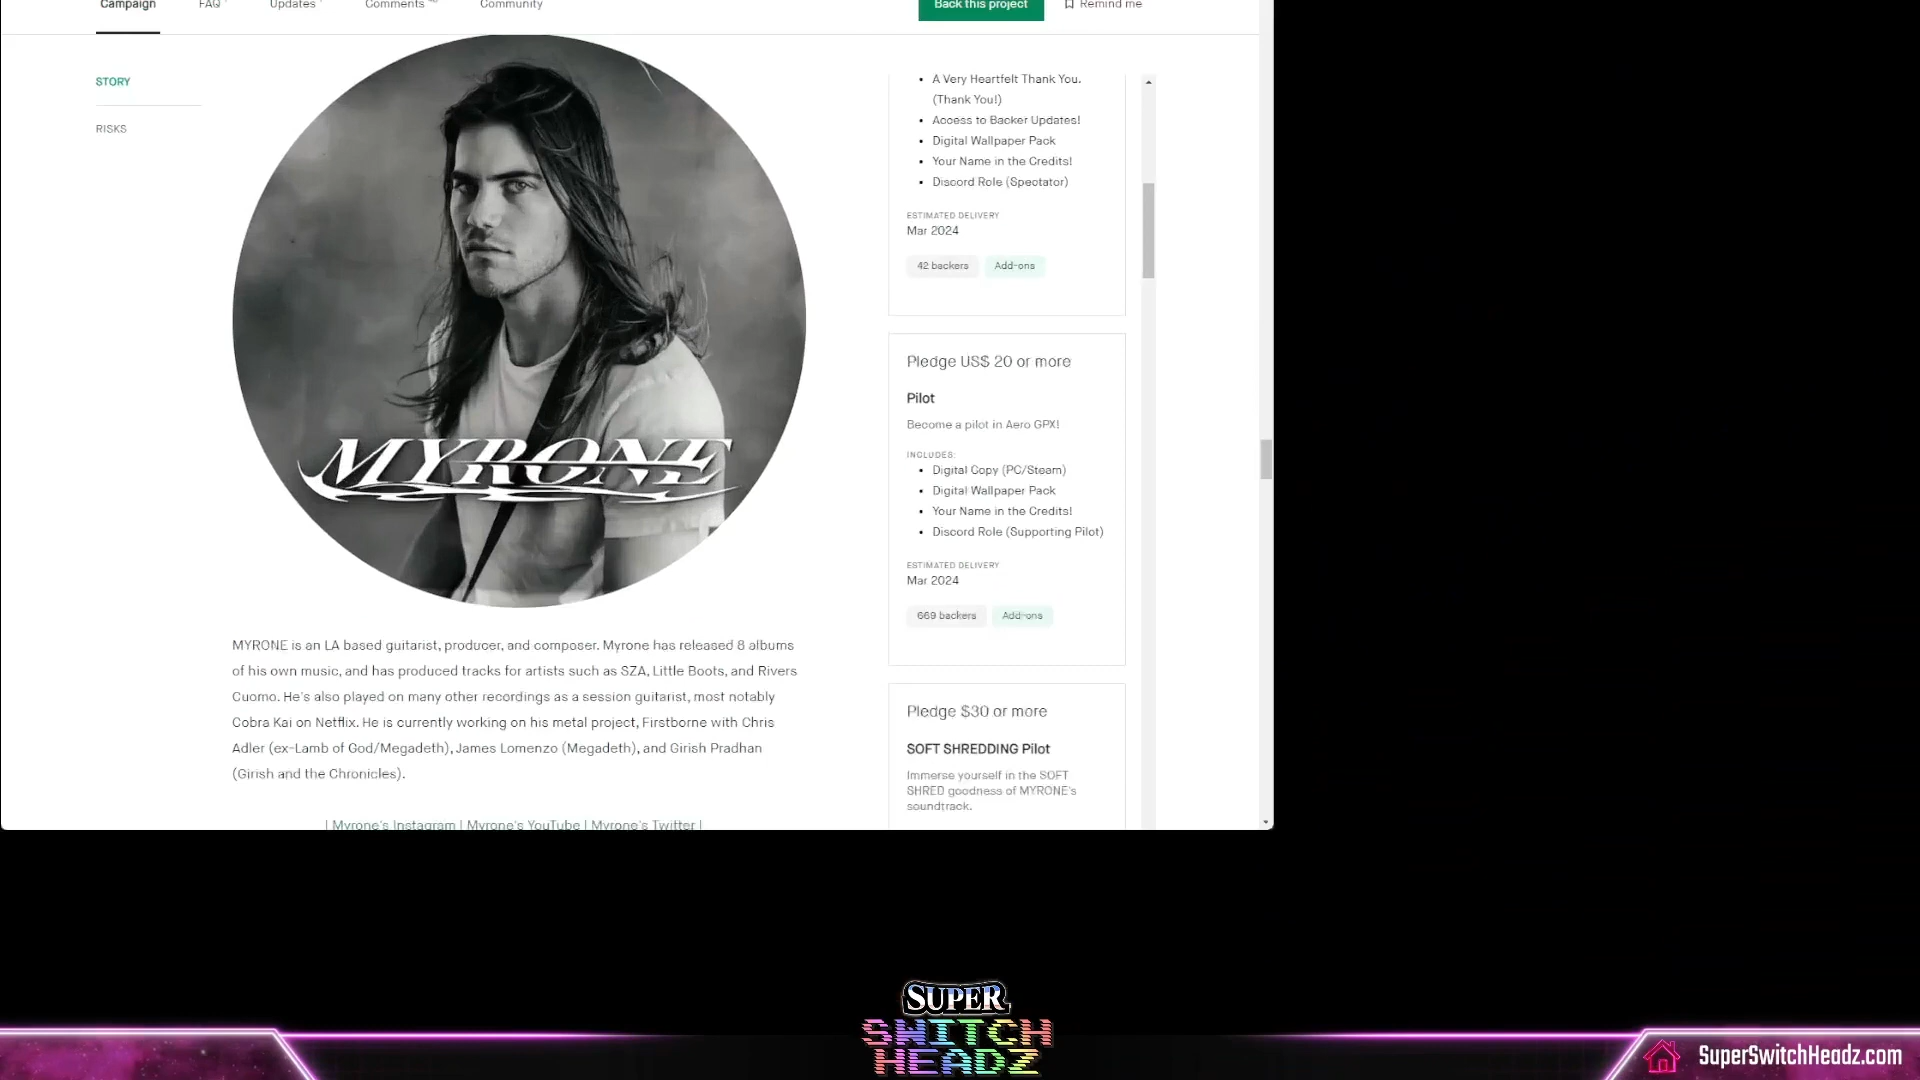 Campaign
FAQ
Updates
Comments
Community
Back this project
Remind me
STORY
RISKS
MYRONE
MYRONE is an LA based guitarist, producer, and composer. Myrone has released 8 albums
of his own music, and has produced tracks for artists such as SZA, Little Boots, and Rivers
Cuomo. He's also played on many other recordings as a session guitarist, most notably
Cobra Kai on Netflix. He is currently working on his metal project, Firstborne with Chris
Adler (ex-Lamb of God/Megadeth), James Lomenzo (Megadeth), and Girish Pradhan
(Girish and the Chronicles).
| Myrone's Instagram | Myrone's YouTube | Myrone's Twitter |
A Very Heartfelt Thank You.
(Thank You!)
Access to Backer Updates!
Digital Wallpaper Pack
Your Name in the Credits!
Discord Role (Spectator)
ESTIMATED DELIVERY
Mar 2024
42 backers
Add-ons
Pledge US$ 20 or more
Pilot
Become a pilot in Aero GPX!
INCLUDES:
Digital Copy (PC/Steam)
Digital Wallpaper Pack
Your Name in the Credits!
Discord Role (Supporting Pilot)
ESTIMATED DELIVERY
Mar 2024
669 backers
Add-ons
Pledge $30 or more
SOFT SHREDDING Pilot
Immerse yourself in the SOFT
SHRED goodness of MYRONE's
soundtrack.
SUPER
SWITCH
HEADZ
SuperSwitchHeadz.com